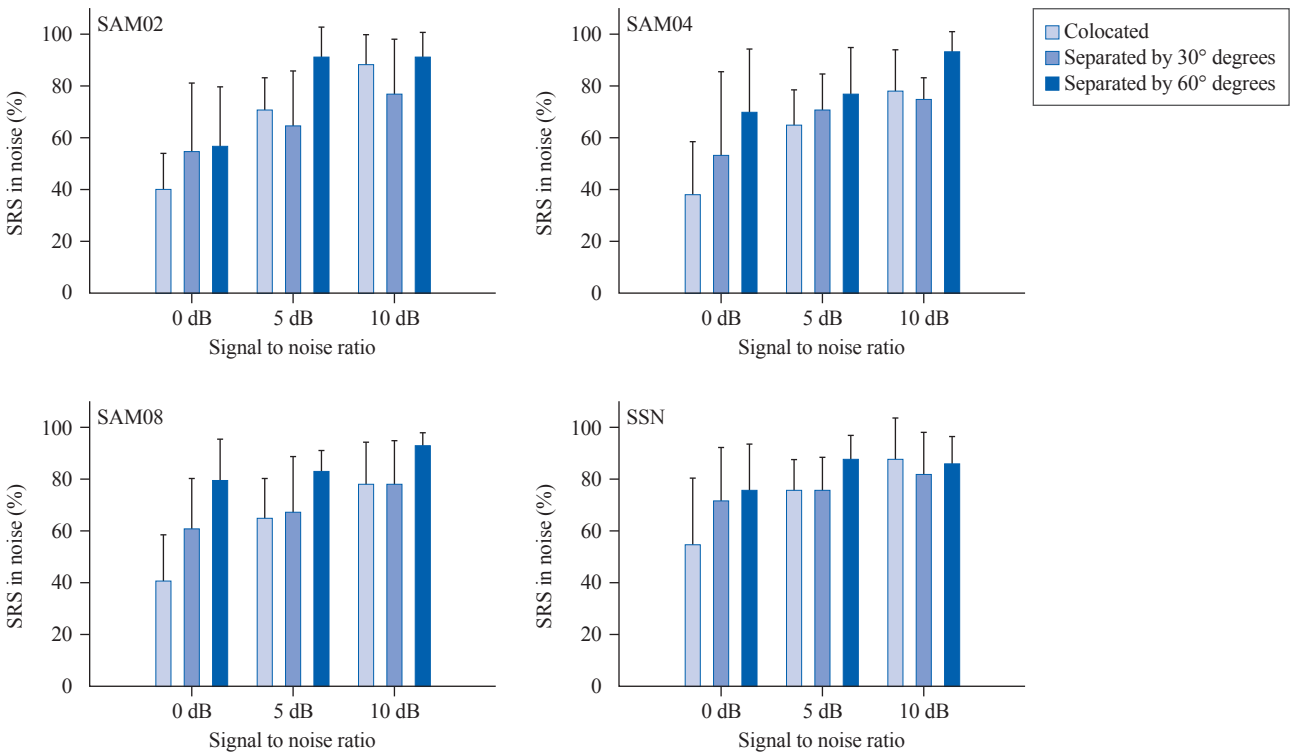 SAM02
100
80
60
40
20
0
SRS in noise (%)
0 dB
5 dB
10 dB
Signal to noise ratio
SAM04
100
80
60
40
20
0
SRS in noise (%)
0 dB
5 dB
10 dB
Signal to noise ratio
Colocated
Separated by 30° degrees
Separated by 60° degrees
SAM08
100
80
60
40
20
0
SRS in noise (%)
0 dB
5 dB
10 dB
Signal to noise ratio
SSN
100
80
60
40
20
0
SRS in noise (%)
0 dB
5 dB
10 dB
Signal to noise ratio